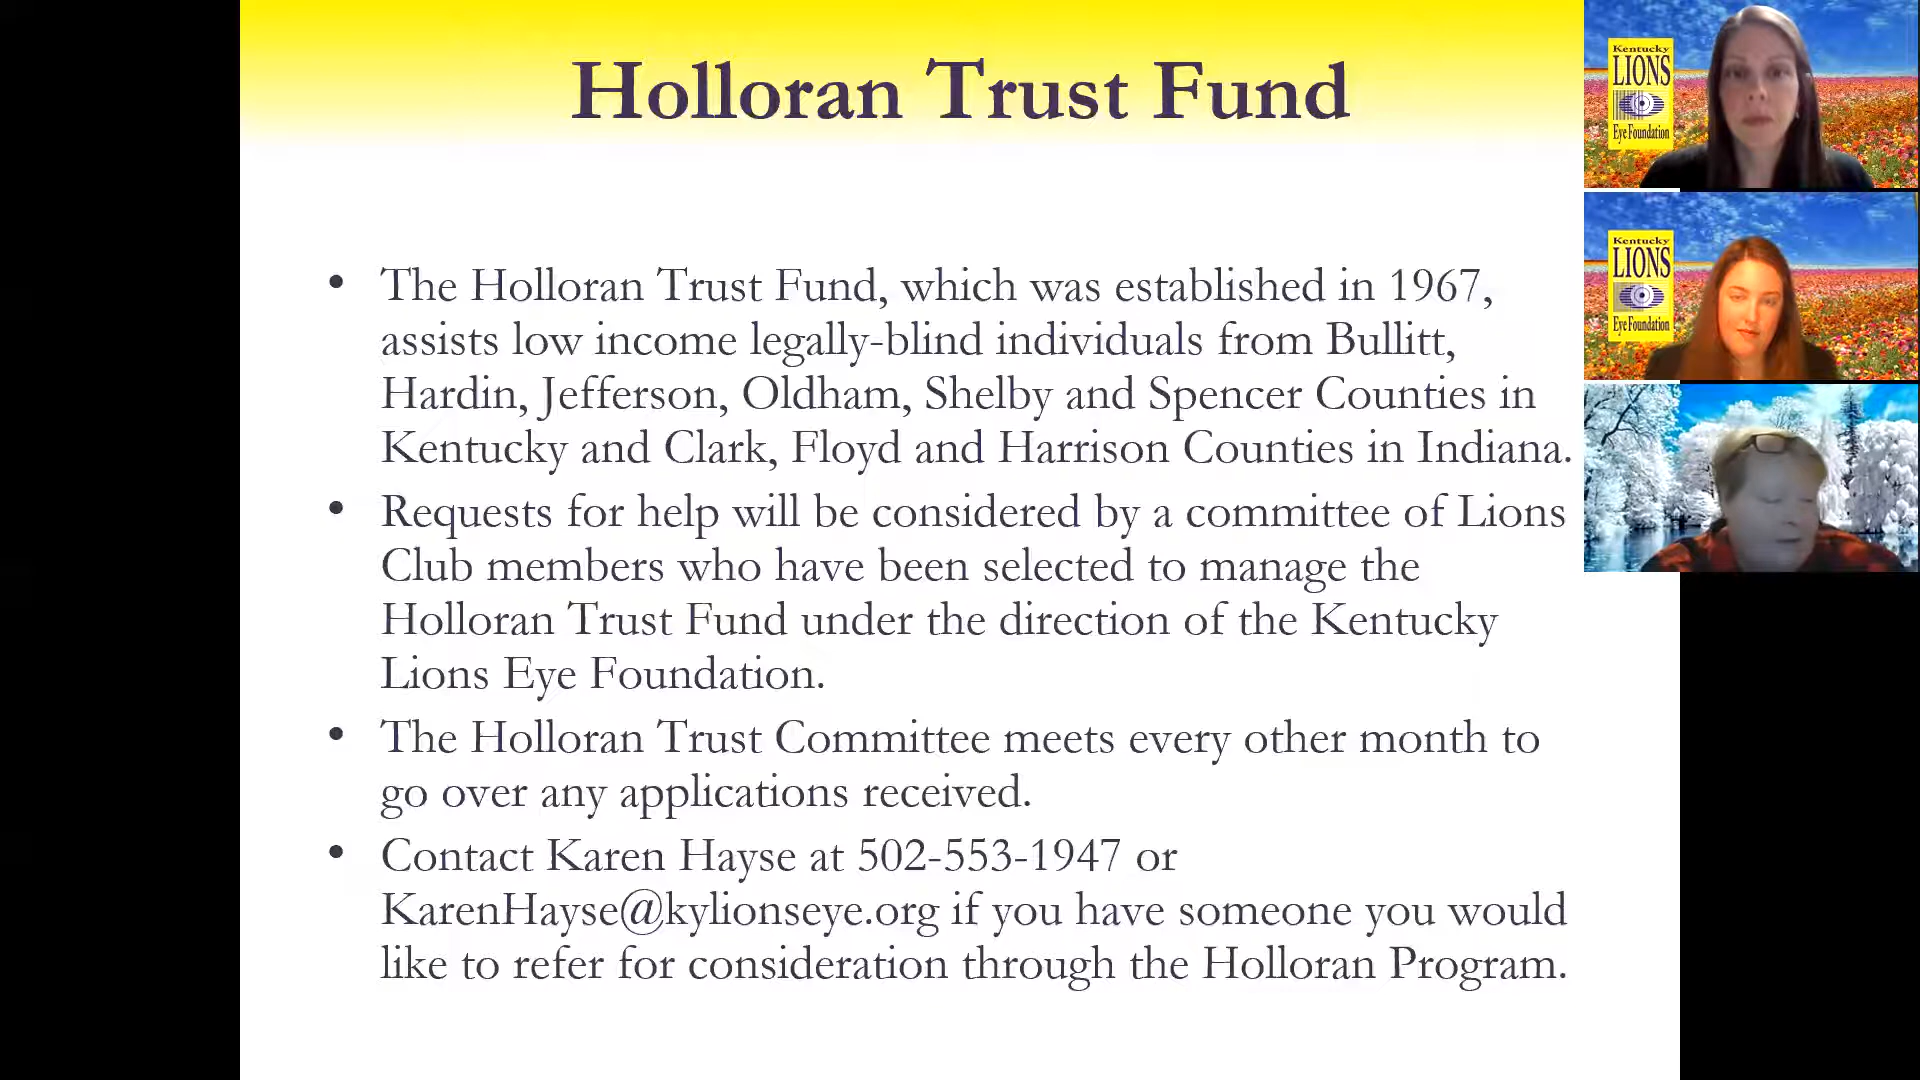 Holloran Trust Fund
• The Holloran Trust Fund, which was established in 1967,
assists low income legally-blind individuals from Bullitt,
Hardin, Jefferson, Oldham, Shelby and Spencer Counties in
Kentucky and Clark, Floyd and Harrison Counties in Indiana.
• Requests for help will be considered by a committee of Lions
Club members who have been selected to manage the
Holloran Trust Fund under the direction of the Kentucky
Lions Eye Foundation.
• The Holloran Trust Committee meets every other month to
go over any applications received.
• Contact Karen Hayse at 502-553-1947 or
KarenHayse@kylionseye.org if you have someone you would
like to refer for consideration through the Holloran Program.
Kentucky
LIONS
Eye Foundation
Kentucky
LIONS
Eye Foundation